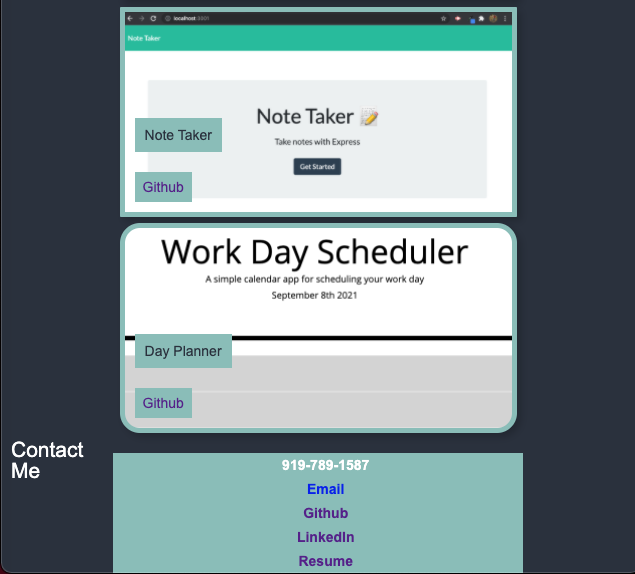 localhost:3001
Note Taker
Note Taker
Take notes with Express
Note Taker
Get Started
Github
Work Day Scheduler
A simple calendar app for scheduling your work day
September 8th 2021
Day Planner
Github
Contact
Me
919-789-1587
Email
Github
LinkedIn
Resume